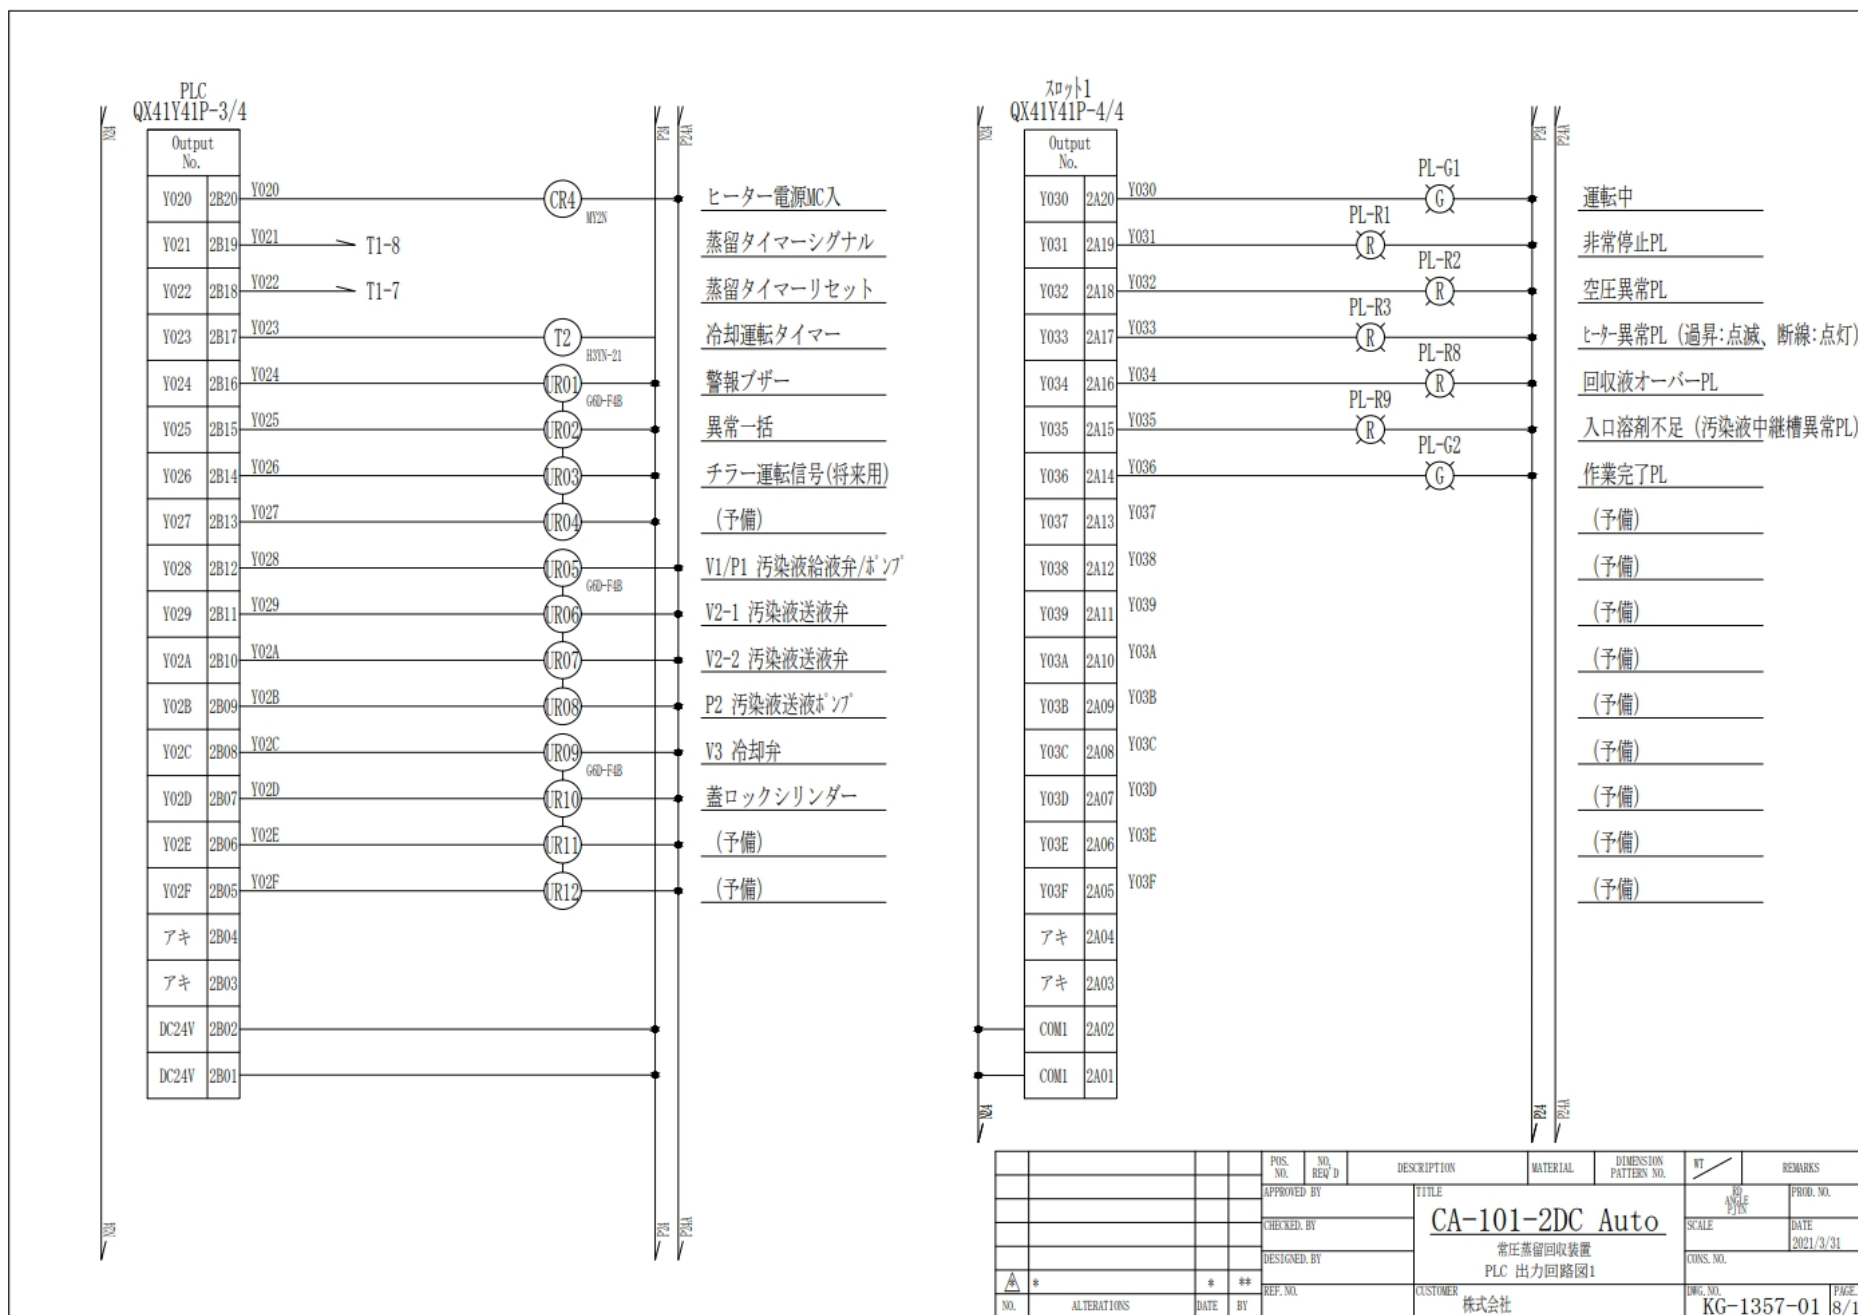 PLC
QX41Y41P-3/4
N24
P24
P24A
Output
No.
Y020 2B20 Y020 CR4 MY2N ヒーター電源MC入
Y021 2B19 Y021 T1-8 蒸留タイマーシグナル
Y022 2B18 Y022 T1-7 蒸留タイマーリセット
Y023 2B17 Y023 T2 H3YN-21 冷却運転タイマー
Y024 2B16 Y024 UR01 G6D-F4B 警報ブザー
Y025 2B15 Y025 UR02 異常一括
Y026 2B14 Y026 UR03 チラー運転信号(将来用)
Y027 2B13 Y027 UR04 (予備)
Y028 2B12 Y028 UR05 G6D-F4B V1/P1 汚染液給液弁/ポンプ
Y029 2B11 Y029 UR06 V2-1 汚染液送液弁
Y02A 2B10 Y02A UR07 V2-2 汚染液送液弁
Y02B 2B09 Y02B UR08 P2 汚染液送液ポンプ
Y02C 2B08 Y02C UR09 G6D-F4B V3 冷却弁
Y02D 2B07 Y02D UR10 蓋ロックシリンダー
Y02E 2B06 Y02E UR11 (予備)
Y02F 2B05 Y02F UR12 (予備)
アキ 2B04
アキ 2B03
DC24V 2B02
DC24V 2B01
N24
P24
P24A
スロット1
QX41Y41P-4/4
N24
P24
P24A
Output
No.
Y030 2A20 Y030 PL-G1 G 運転中
Y031 2A19 Y031 PL-R1 R 非常停止PL
Y032 2A18 Y032 PL-R2 R 空圧異常PL
Y033 2A17 Y033 PL-R3 R ヒーター異常PL (過昇:点滅、断線:点灯)
Y034 2A16 Y034 PL-R8 R 回収液オーバーPL
Y035 2A15 Y035 PL-R9 R 入口溶剤不足 (汚染液中継槽異常PL)
Y036 2A14 Y036 PL-G2 G 作業完了PL
Y037 2A13 Y037 (予備)
Y038 2A12 Y038 (予備)
Y039 2A11 Y039 (予備)
Y03A 2A10 Y03A (予備)
Y03B 2A09 Y03B (予備)
Y03C 2A08 Y03C (予備)
Y03D 2A07 Y03D (予備)
Y03E 2A06 Y03E (予備)
Y03F 2A05 Y03F (予備)
アキ 2A04
アキ 2A03
COM1 2A02
COM1 2A01
N24
P24
P24A
POS. NO. NO. REQ'D DESCRIPTION MATERIAL DIMENSION PATTERN NO. WT REMARKS
APPROVED BY
CHECKED. BY
DESIGNED. BY
REF. NO.
TITLE
CA-101-2DC Auto
常圧蒸留回収装置
PLC 出力回路図1
CUSTOMER
株式会社
3RD ANGLE PJTN
PROD. NO.
SCALE
DATE
2021/3/31
CONS. NO.
DWG. NO.
KG-1357-01
PAGE
* * * **
NO. ALTERATIONS DATE BY